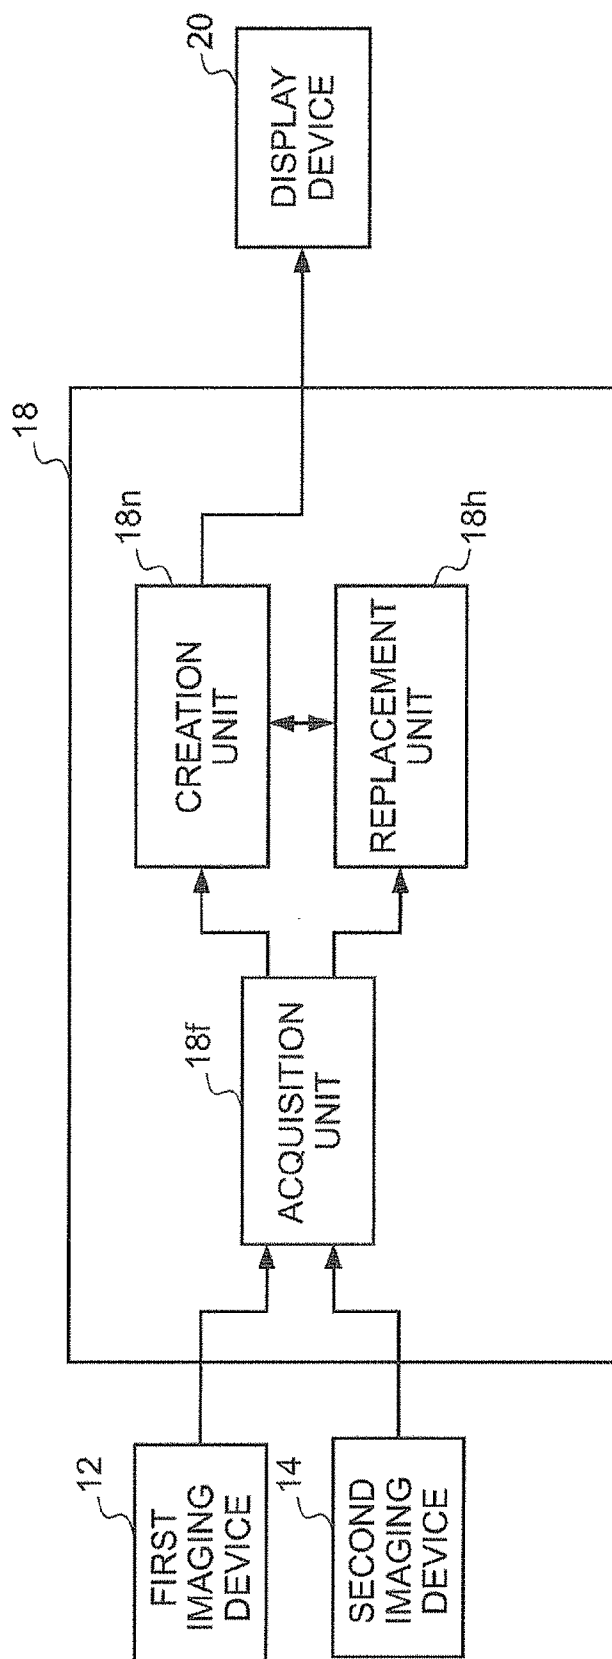 12
FIRST
IMAGING
DEVICE
14
SECOND
IMAGING
DEVICE
18
18f
ACQUISITION
UNIT
18n
CREATION
UNIT
18h
REPLACEMENT
UNIT
20
DISPLAY
DEVICE